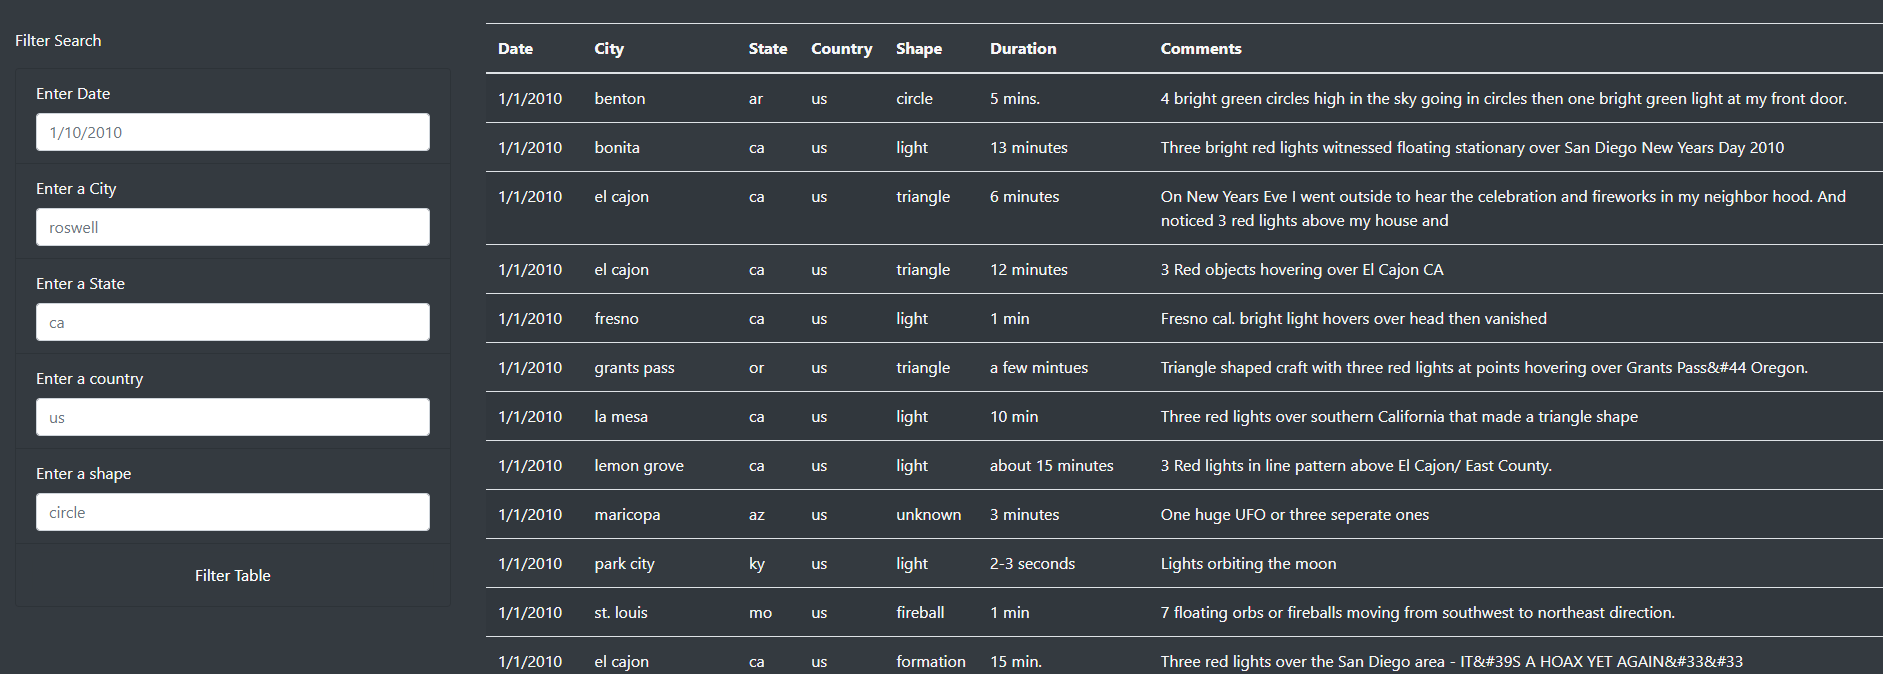 Filter Search
Enter Date
1/10/2010
Enter a City
roswell
Enter a State
ca
Enter a country
us
Enter a shape
circle
Filter Table
Date City State Country Shape Duration Comments
1/1/2010 benton ar us circle 5 mins. 4 bright green circles high in the sky going in circles then one bright green light at my front door.
1/1/2010 bonita ca us light 13 minutes Three bright red lights witnessed floating stationary over San Diego New Years Day 2010
1/1/2010 el cajon ca us triangle 6 minutes On New Years Eve I went outside to hear the celebration and fireworks in my neighbor hood. And
noticed 3 red lights above my house and
1/1/2010 el cajon ca us triangle 12 minutes 3 Red objects hovering over El Cajon CA
1/1/2010 fresno ca us light 1 min Fresno cal. bright light hovers over head then vanished
1/1/2010 grants pass or us triangle a few mintues Triangle shaped craft with three red lights at points hovering over Grants Pass&#44 Oregon.
1/1/2010 la mesa ca us light 10 min Three red lights over southern California that made a triangle shape
1/1/2010 lemon grove ca us light about 15 minutes 3 Red lights in line pattern above El Cajon/ East County.
1/1/2010 maricopa az us unknown 3 minutes One huge UFO or three seperate ones
1/1/2010 park city ky us light 2-3 seconds Lights orbiting the moon
1/1/2010 st. louis mo us fireball 1 min 7 floating orbs or fireballs moving from southwest to northeast direction.
1/1/2010 el cajon ca us formation 15 min. Three red lights over the San Diego area - IT&#39S A HOAX YET AGAIN&#33&#33